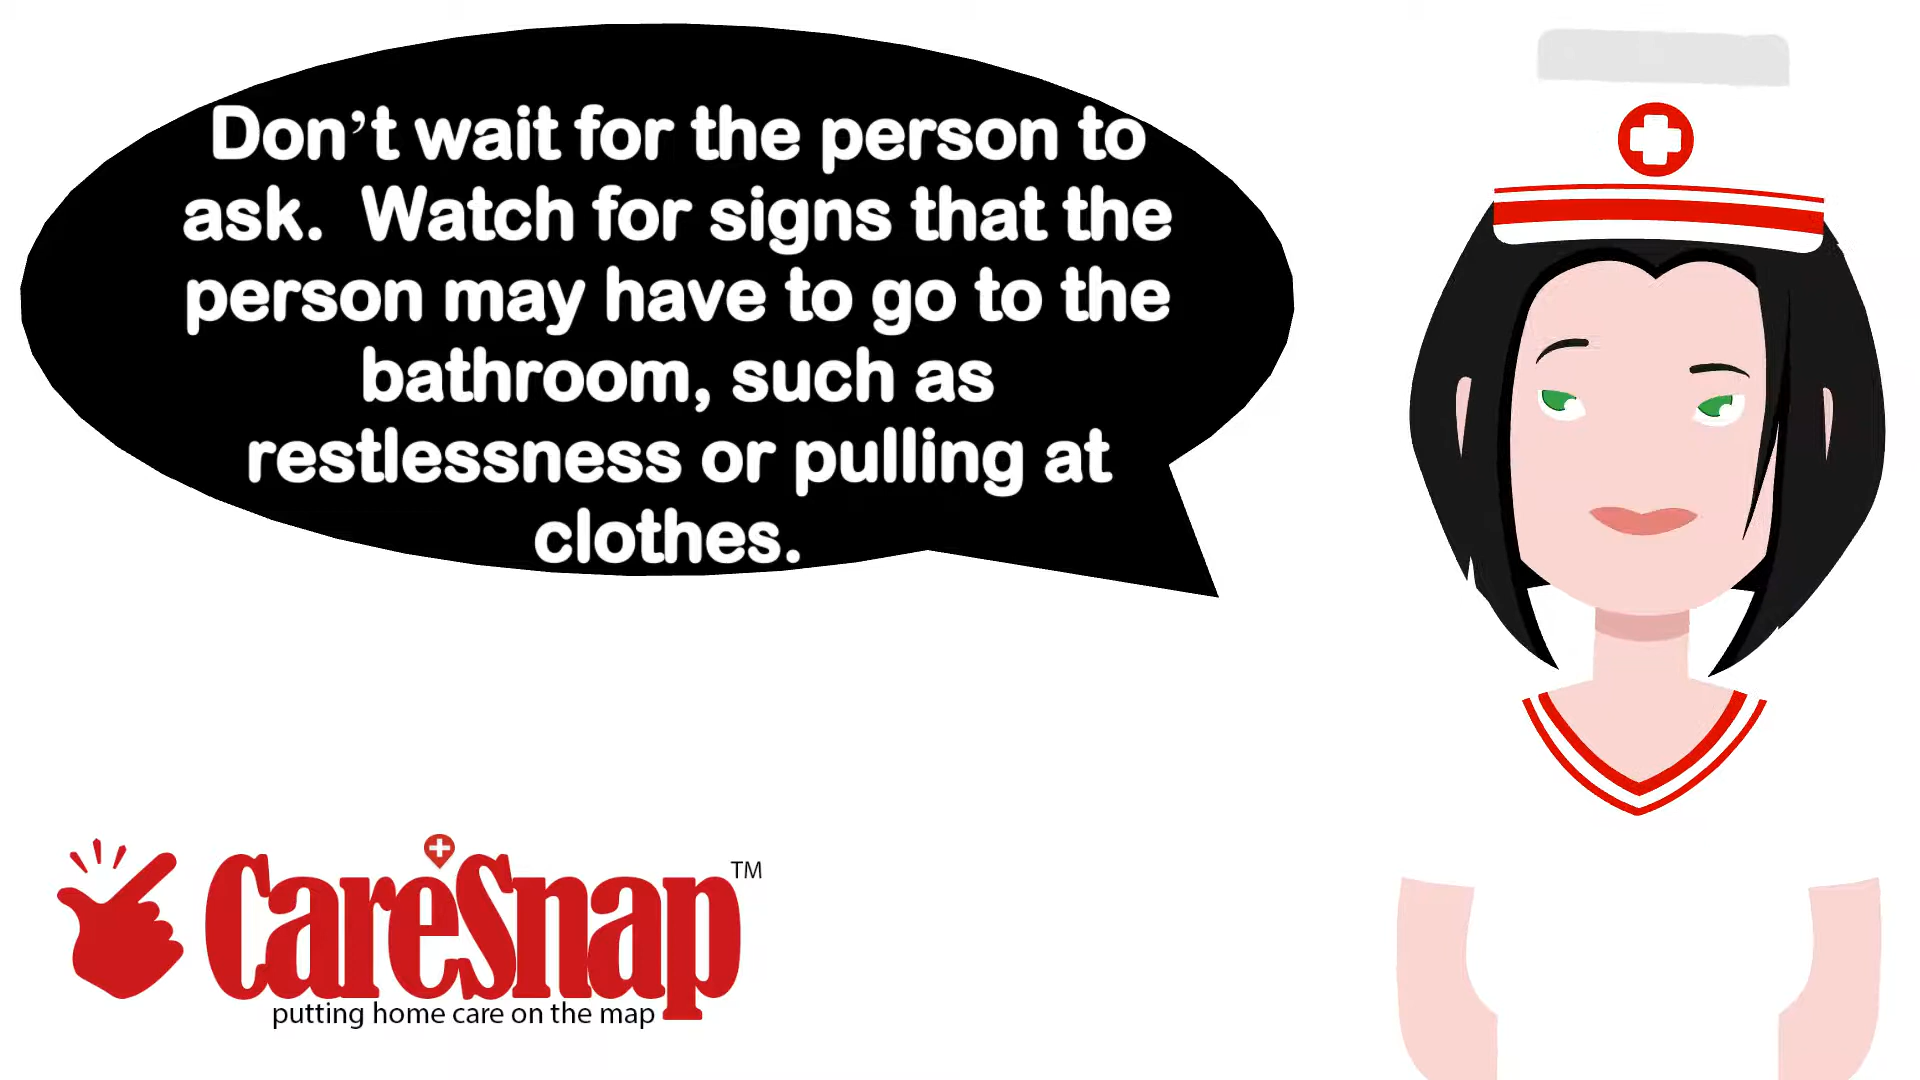 Don’t wait for the person to
ask.  Watch for signs that the
person may have to go to the
bathroom, such as
restlessness or pulling at
clothes.
CareSnap™
putting home care on the map